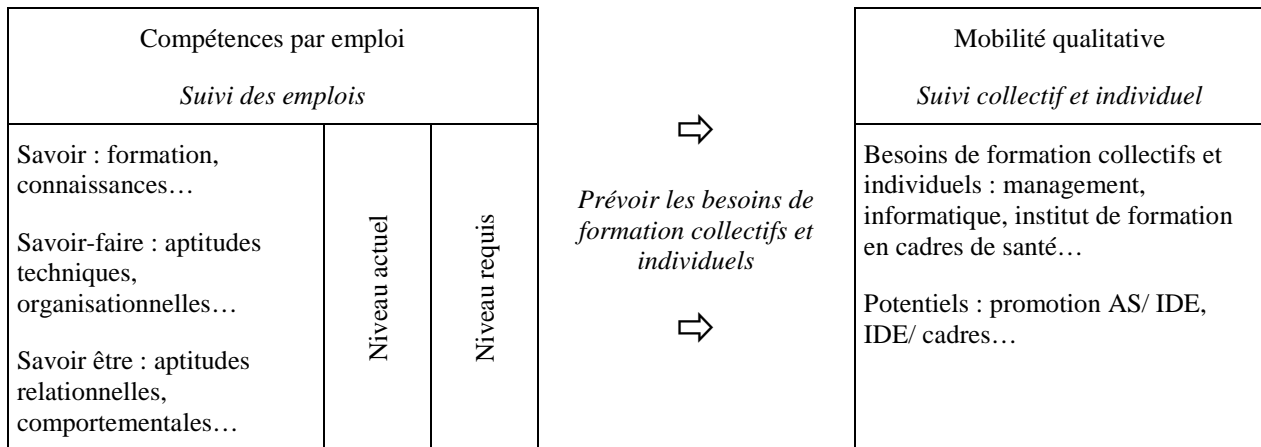 Compétences par emploi
Suivi des emplois
Savoir : formation,
connaissances…
Savoir-faire : aptitudes
techniques,
organisationnelles…
Savoir être : aptitudes
relationnelles,
comportementales…
Niveau actuel
Niveau requis
Prévoir les besoins de
formation collectifs et
individuels
Mobilité qualitative
Suivi collectif et individuel
Besoins de formation collectifs et
individuels : management,
informatique, institut de formation
en cadres de santé…
Potentiels : promotion AS/ IDE,
IDE/ cadres…